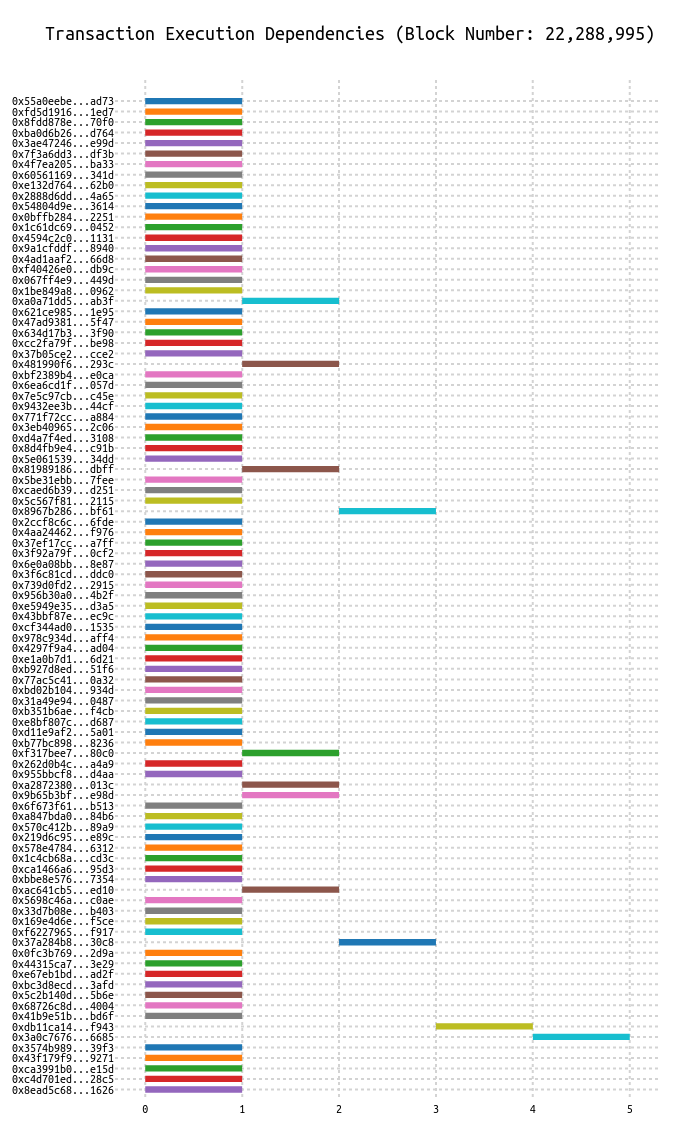 Transaction Execution Dependencies (Block Number: 22,288,995)
0x55a0eebe...ad73
0xfd5d1916...1ed7
0x8fdd878e...70f0
0xba0d6b26...d764
0x3ae47246...e99d
0x7f3a6dd3...df3b
0x4f7ea205...ba33
0x60561169...341d
0xe132d764...62b0
0x2888d6dd...4a65
0x54804d9e...3614
0x0bffb284...2251
0x1c61dc69...0452
0x4594c2c0...1131
0x9a1cfddf...8940
0x4ad1aaf2...66d8
0xf40426e0...db9c
0x067ff4e9...449d
0x1be849a8...0962
0xa0a71dd5...ab3f
0x621ce985...1e95
0x47ad9381...5f47
0x634d17b3...3f90
0xcc2fa79f...be98
0x37b05ce2...cce2
0x481990f6...293c
0xbf2389b4...e0ca
0x6ea6cd1f...057d
0x7e5c97cb...c45e
0x9432ee3b...44cf
0x771f72cc...a884
0x3eb40965...2c06
0xd4a7f4ed...3108
0x8d4fb9e4...c91b
0x5e061539...34dd
0x81989186...dbff
0x5be31ebb...7fee
0xcaed6b39...d251
0x5c567f81...2115
0x8967b286...bf61
0x2ccf8c6c...6fde
0x4aa24462...f976
0x37ef17cc...a7ff
0x3f92a79f...0cf2
0x6e0a08bb...8e87
0x3f6c81cd...ddc0
0x739d0fd2...2915
0x956b30a0...4b2f
0xe5949e35...d3a5
0x43bbf87e...ec9c
0xcf344ad0...1535
0x978c934d...aff4
0x4297f9a4...ad04
0xe1a0b7d1...6d21
0xb927d8ed...51f6
0x77ac5c41...0a32
0xbd02b104...934d
0x31a49e94...0487
0xb351b6ae...f4cb
0xe8bf807c...d687
0xd11e9af2...5a01
0xb77bc898...8236
0xf317bee7...80c0
0x262d0b4c...a4a9
0x955bbcf8...d4aa
0xa2872380...013c
0x9b65b3bf...e98d
0x6f673f61...b513
0xa847bda0...84b6
0x570c412b...89a9
0x219d6c95...e89c
0x578e4784...6312
0x1c4cb68a...cd3c
0xca1466a6...95d3
0xbbe8e576...7354
0xac641cb5...ed10
0x5698c46a...c0ae
0x33d7b08e...b403
0x169e4d6e...f5ce
0xf6227965...f917
0x37a284b8...30c8
0x0fc3b769...2d9a
0x44315ca7...3e29
0xe67eb1bd...ad2f
0xbc3d8ecd...3afd
0x5c2b140d...5b6e
0x68726c8d...4004
0x41b9e51b...bd6f
0xdb11ca14...f943
0x3a0c7676...6685
0x3574b989...39f3
0x43f179f9...9271
0xca3991b0...e15d
0xc4d701ed...28c5
0x8ead5c68...1626
0 1 2 3 4 5